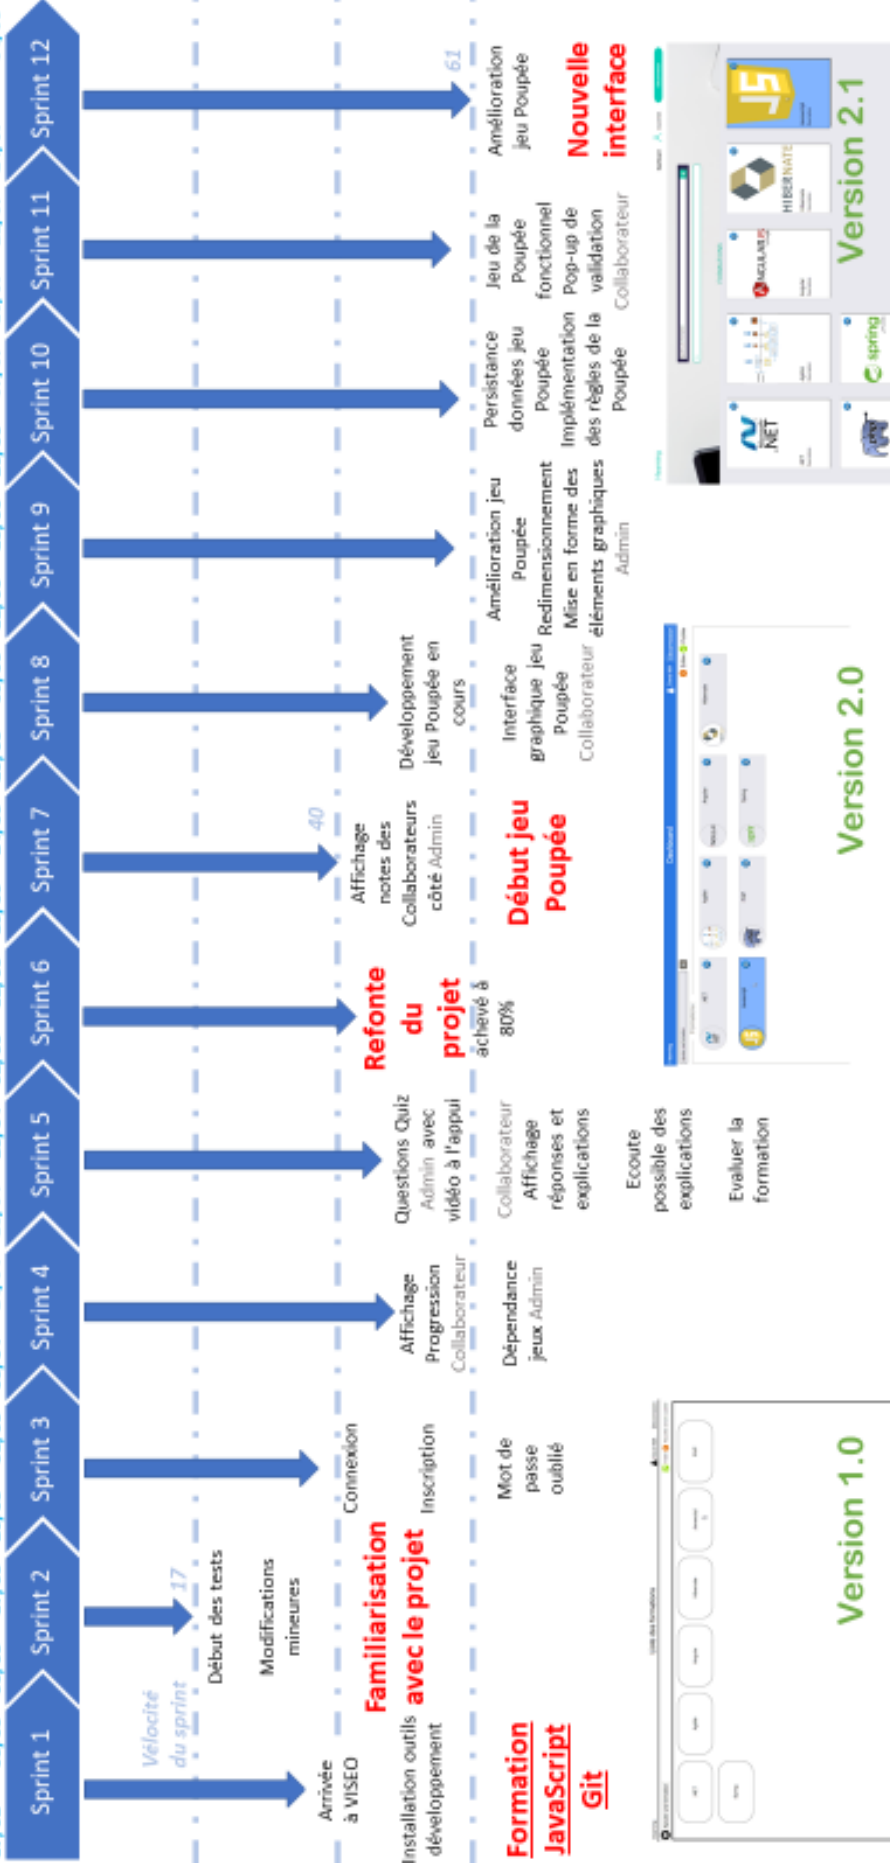 Sprint 1
Sprint 2
Sprint 3
Sprint 4
Sprint 5
Sprint 6
Sprint 7
Sprint 8
Sprint 9
Sprint 10
Sprint 11
Sprint 12
Vélocité
du sprint
17
40
61
Arrivée
à VISEO
Installation outils
développement
Formation
JavaScript
Git
Début des tests
Modifications
mineures
Familiarisation
avec le projet
Connexion
Inscription
Mot de
passe
oublié
Affichage
Progression
Collaborateur
Dépendance
jeux Admin
Questions Quiz
Admin avec
vidéo à l'appui
Collaborateur
Affichage
réponses et
explications
Ecoute
possible des
explications
Evaluer la
formation
Refonte
du
projet
achevé à
80%
Affichage
notes des
Collaborateurs
côté Admin
Début jeu
Poupée
Développement
jeu Poupée en
cours
Interface
graphique jeu
Poupée
Collaborateur
Amélioration jeu
Poupée
Redimensionnement
Mise en forme des
éléments graphiques
Admin
Persistance
données jeu
Poupée
Implémentation
des règles de la
Poupée
Jeu de la
Poupée
fonctionnel
Pop-up de
validation
Collaborateur
Amélioration
jeu Poupée
Nouvelle
interface
Version 1.0
Dashboard
JS
Version 2.0
.NET
ANGULARJS
HIBERNATE
JS
spring
Version 2.1